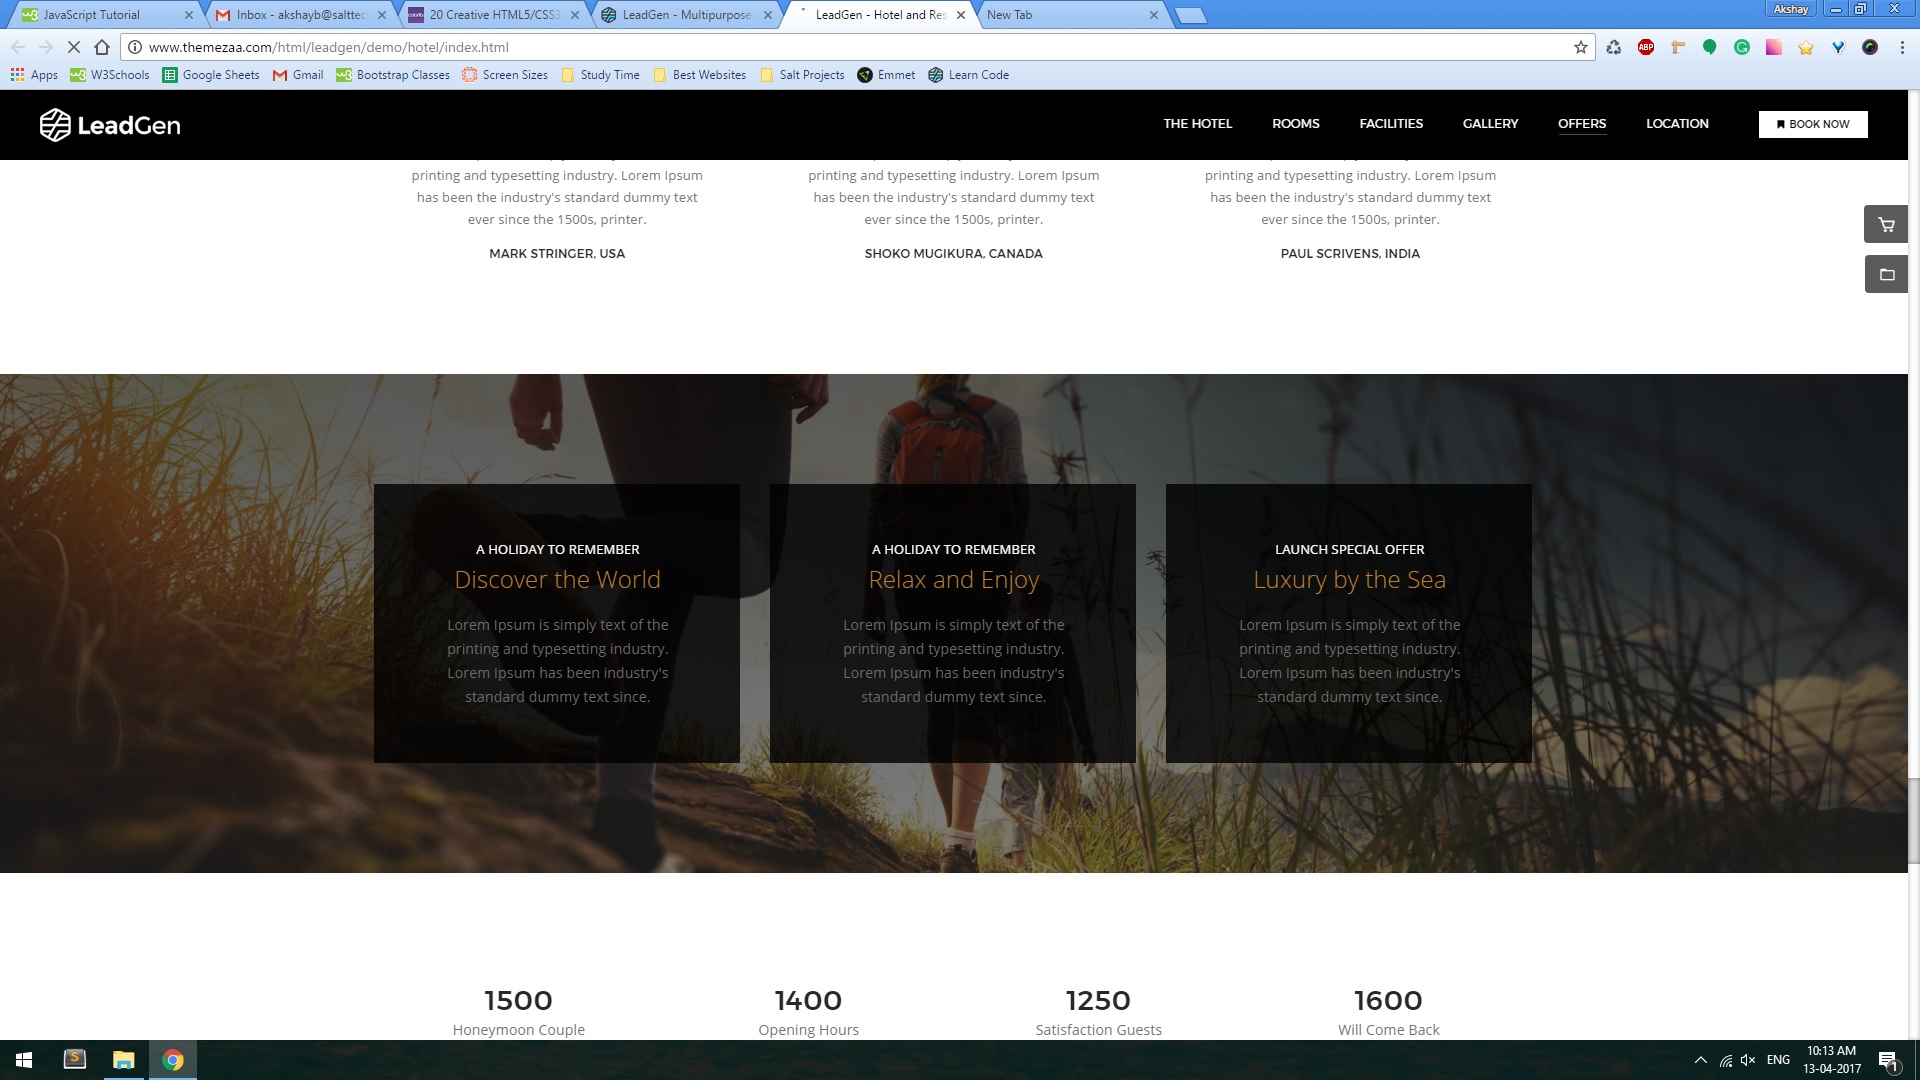 JavaScript Tutorial
Inbox - akshayb@salttec
20 Creative HTML5/CSS3
LeadGen - Multipurpose
LeadGen - Hotel and Res
New Tab
Akshay
www.themezaa.com/html/leadgen/demo/hotel/index.html
ABP
Apps
W3Schools
Google Sheets
Gmail
Bootstrap Classes
Screen Sizes
Study Time
Best Websites
Salt Projects
Emmet
Learn Code
LeadGen
THE HOTEL
ROOMS
FACILITIES
GALLERY
OFFERS
LOCATION
BOOK NOW
printing and typesetting industry. Lorem Ipsum
has been the industry's standard dummy text
ever since the 1500s, printer.
MARK STRINGER, USA
printing and typesetting industry. Lorem Ipsum
has been the industry's standard dummy text
ever since the 1500s, printer.
SHOKO MUGIKURA, CANADA
printing and typesetting industry. Lorem Ipsum
has been the industry's standard dummy text
ever since the 1500s, printer.
PAUL SCRIVENS, INDIA
A HOLIDAY TO REMEMBER
Discover the World
Lorem Ipsum is simply text of the
printing and typesetting industry.
Lorem Ipsum has been industry's
standard dummy text since.
A HOLIDAY TO REMEMBER
Relax and Enjoy
Lorem Ipsum is simply text of the
printing and typesetting industry.
Lorem Ipsum has been industry's
standard dummy text since.
LAUNCH SPECIAL OFFER
Luxury by the Sea
Lorem Ipsum is simply text of the
printing and typesetting industry.
Lorem Ipsum has been industry's
standard dummy text since.
1500
Honeymoon Couple
1400
Opening Hours
1250
Satisfaction Guests
1600
Will Come Back
ENG
10:13 AM
13-04-2017
1